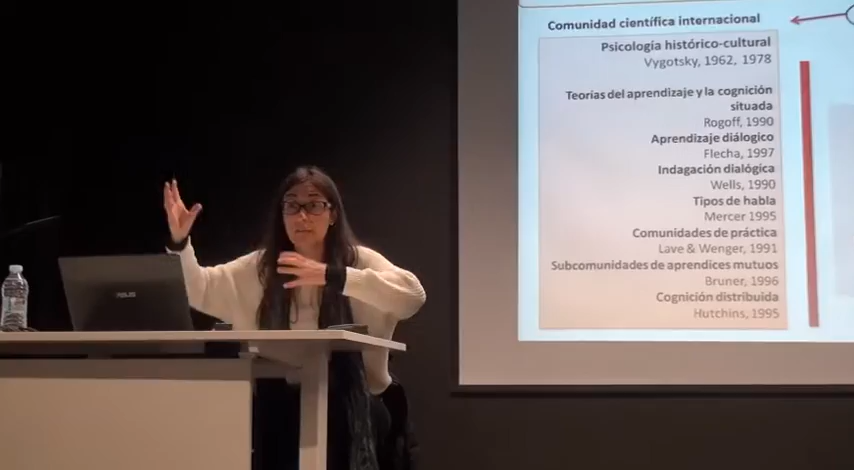 Comunidad científica internacional
Psicología histórico-cultural
Vygotsky, 1962, 1978
Teorías del aprendizaje y la cognición
situada
Rogoff, 1990
Aprendizaje diálogico
Flecha, 1997
Indagación dialógica
Wells, 1990
Tipos de habla
Mercer 1995
Comunidades de práctica
Lave & Wenger, 1991
Subcomunidades de aprendices mutuos
Bruner, 1996
Cognición distribuida
Hutchins, 1995
ASUS